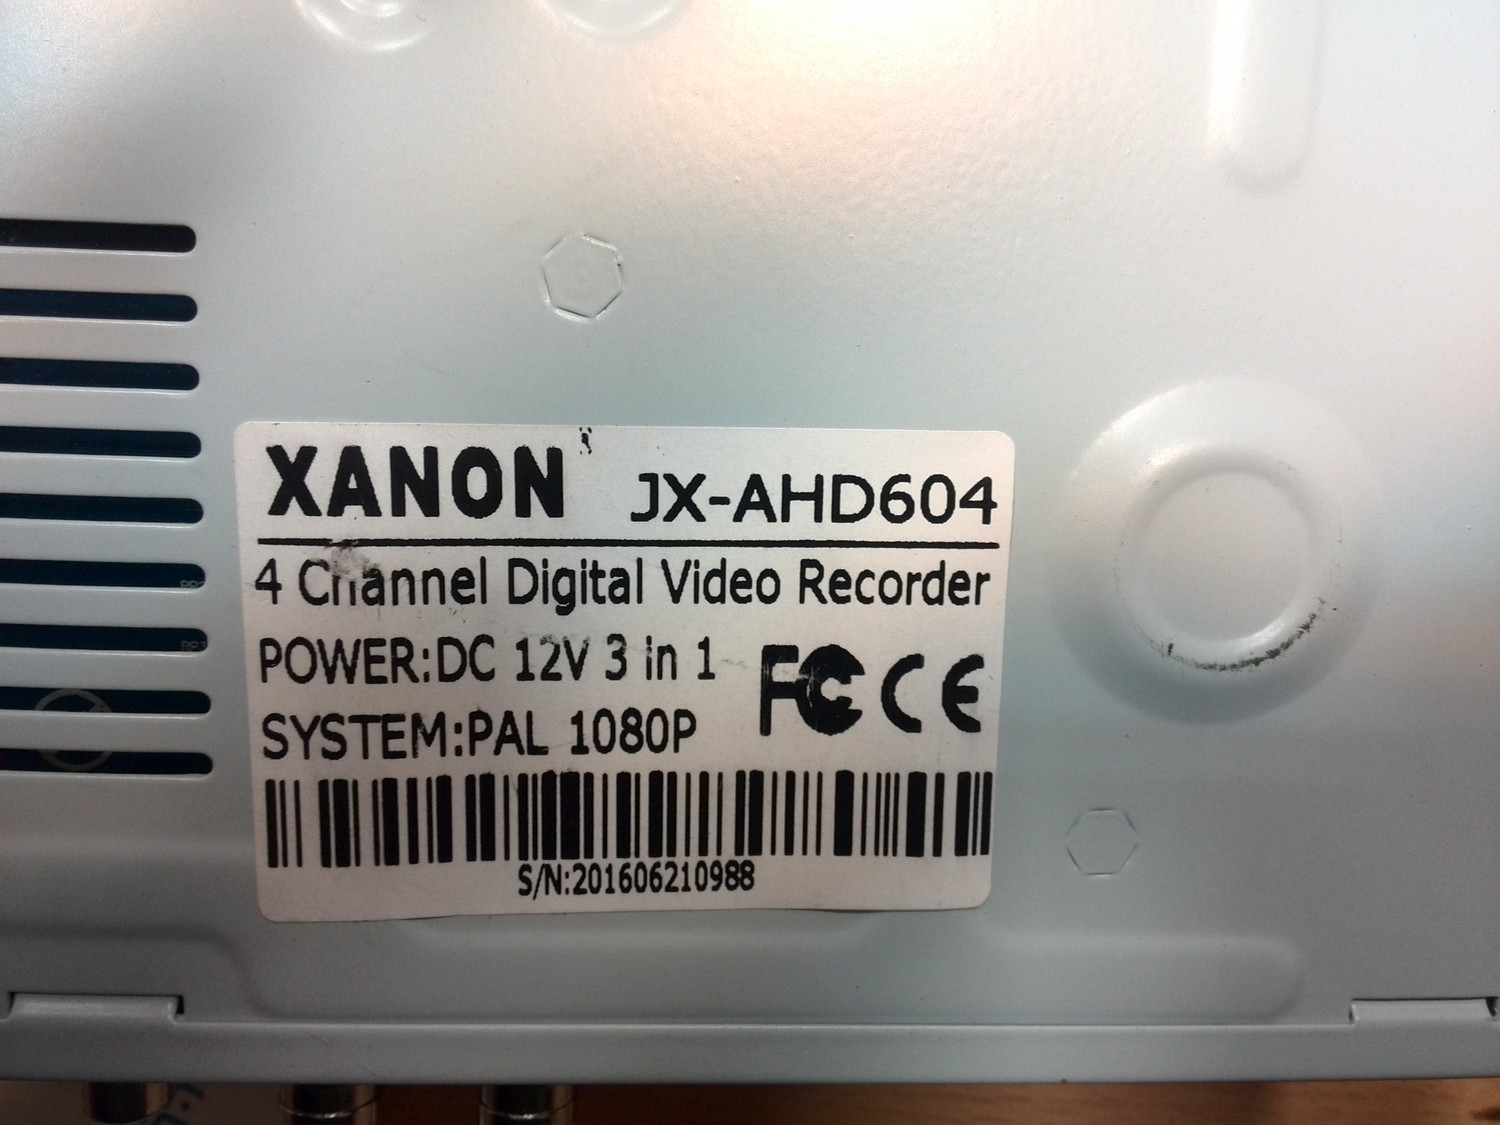 XANON JX-AHD604
4 Channel Digital Video Recorder
POWER:DC 12V 3 in 1
FC CE
SYSTEM:PAL 1080P
S/N:201606210988